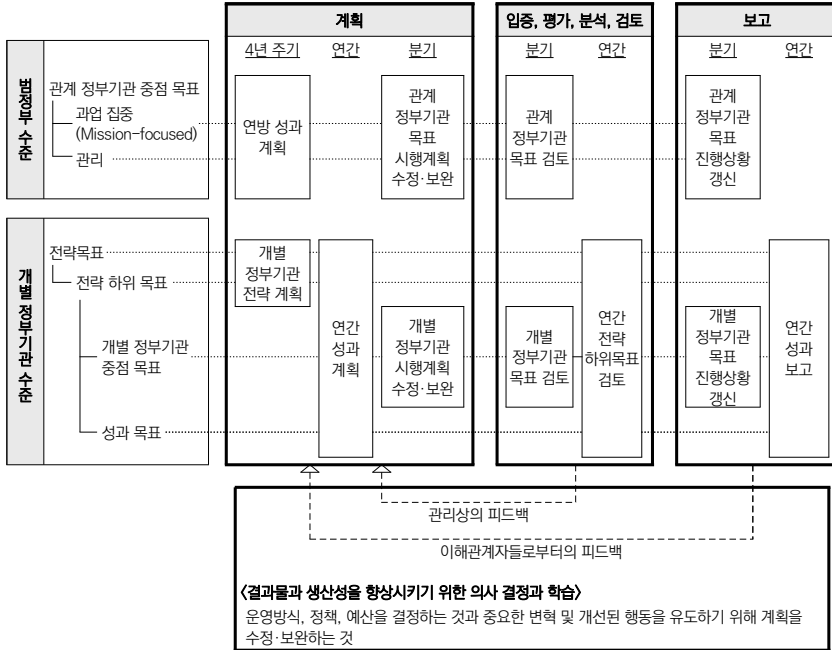 계획
입증, 평가, 분석, 검토
보고
4년 주기
연간
분기
분기
연간
분기
연간
범정부 수준
관계 정부기관 중점 목표
과업 집중
(Mission-focused)
관리
연방 성과
계획
관계
정부기관
목표
시행계획
수정·보완
관계
정부기관
목표 검토
관계
정부기관
목표
진행상황
갱신
개별 정부기관 수준
전략목표
전략 하위 목표
개별 정부기관
중점 목표
성과 목표
개별
정부기관
전략 계획
연간
성과
계획
개별
정부기관
시행계획
수정·보완
개별
정부기관
목표 검토
연간
전략
하위목표
검토
개별
정부기관
목표
진행상황
갱신
연간
성과
보고
관리상의 피드백
이해관계자들로부터의 피드백
〈결과물과 생산성을 향상시키기 위한 의사 결정과 학습〉
운영방식, 정책, 예산을 결정하는 것과 중요한 변혁 및 개선된 행동을 유도하기 위해 계획을
수정·보완하는 것